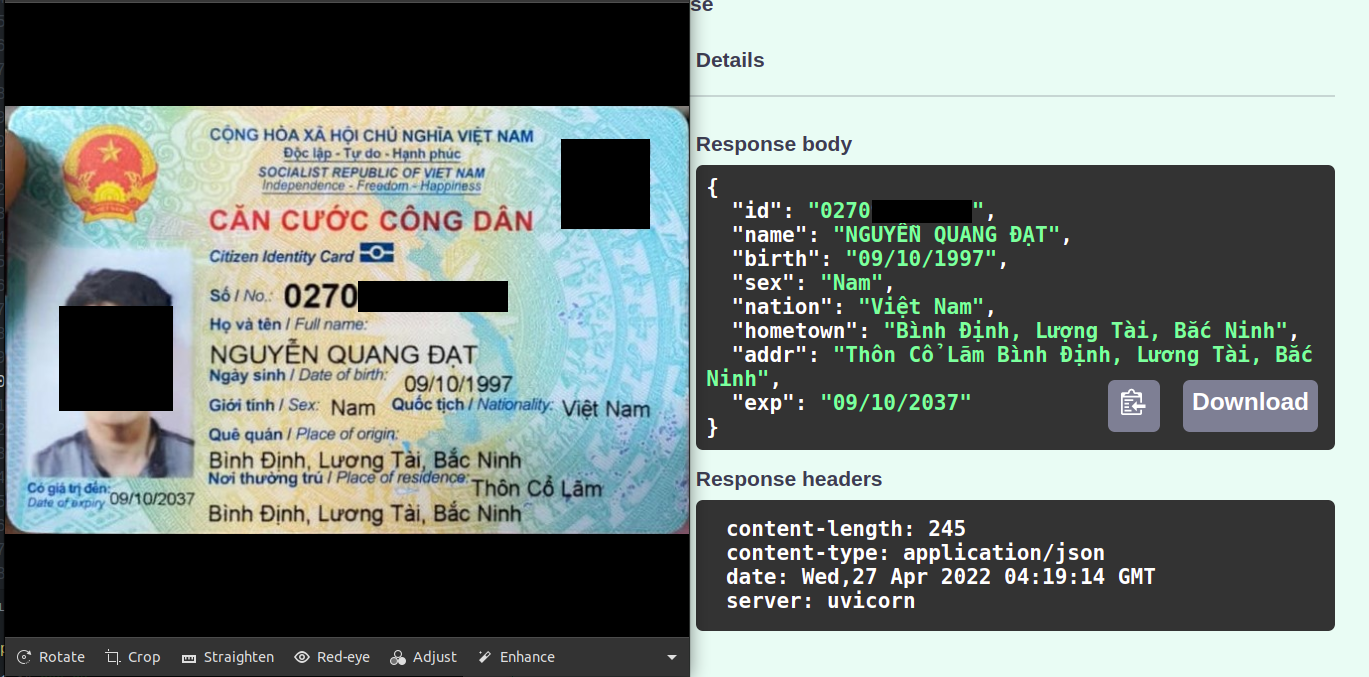 CỘNG HÒA XÃ HỘI CHỦ NGHĨA VIỆT NAM
Độc lập - Tự do - Hạnh phúc
SOCIALIST REPUBLIC OF VIET NAM
Independence - Freedom - Happiness
CĂN CƯỚC CÔNG DÂN
Citizen Identity Card
Số / No.: 0270
Họ và tên / Full name:
NGUYỄN QUANG ĐẠT
Ngày sinh / Date of birth: 09/10/1997
Giới tính / Sex: Nam Quốc tịch / Nationality: Việt Nam
Quê quán / Place of origin:
Bình Định, Lương Tài, Bắc Ninh
Nơi thường trú / Place of residence: Thôn Cổ Lãm
Bình Định, Lương Tài, Bắc Ninh
Có giá trị đến: 09/10/2037
Date of expiry
Rotate Crop Straighten Red-eye Adjust Enhance
se
Details
Response body
{
"id": "0270 ",
"name": "NGUYỄN QUANG ĐẠT",
"birth": "09/10/1997",
"sex": "Nam",
"nation": "Việt Nam",
"hometown": "Bình Định, Lượng Tài, Bắc Ninh",
"addr": "Thôn Cổ Lãm Bình Định, Lương Tài, Bắc
Ninh",
"exp": "09/10/2037"
}
Download
Response headers
content-length: 245
content-type: application/json
date: Wed,27 Apr 2022 04:19:14 GMT
server: uvicorn